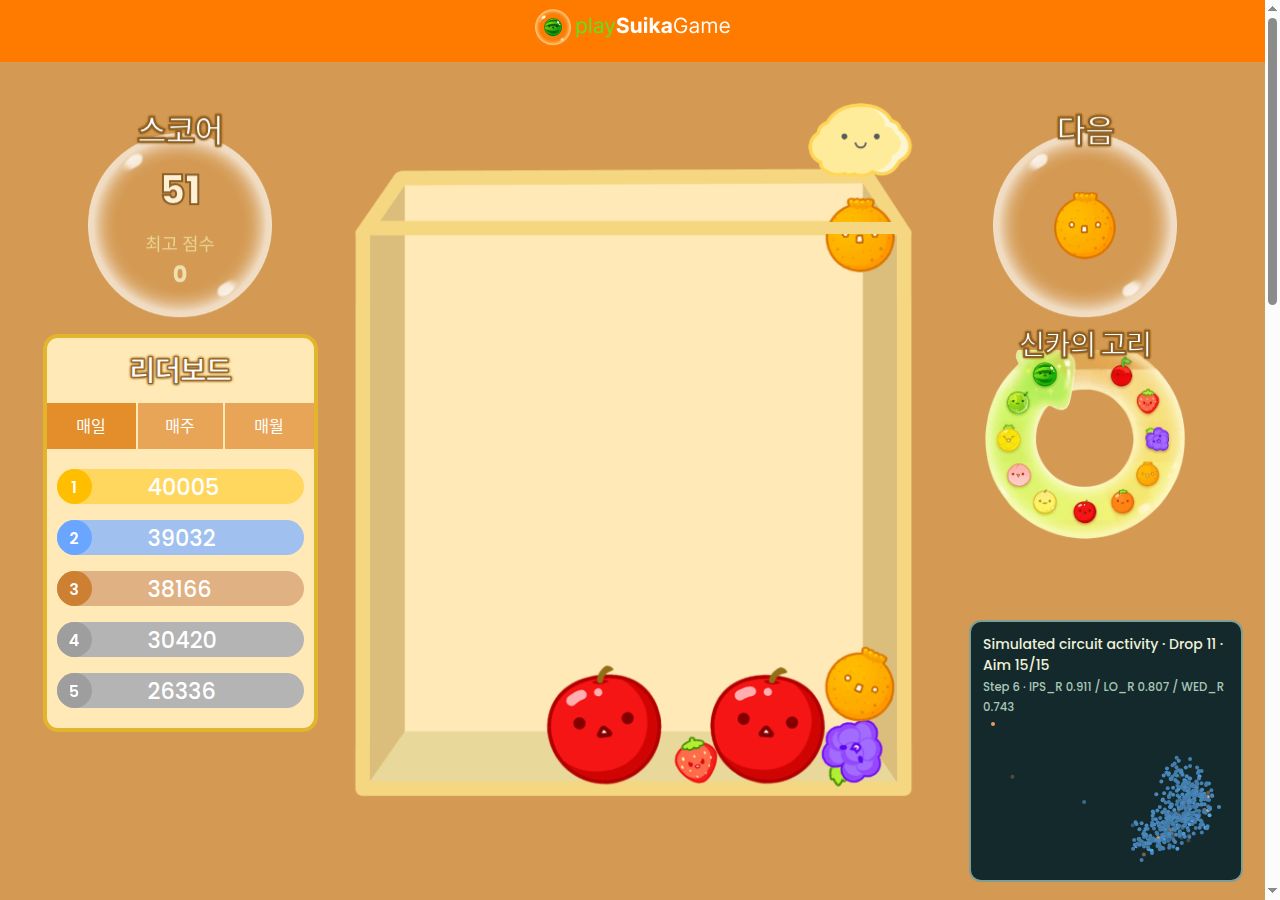 playSuikaGame
스코어
51
최고 점수
0
리더보드
매일 매주 매월
1 40005
2 39032
3 38166
4 30420
5 26336
다음
신카의 고리
Simulated circuit activity · Drop 11 ·
Aim 15/15
Step 6 · IPS_R 0.911 / LO_R 0.807 / WED_R
0.743